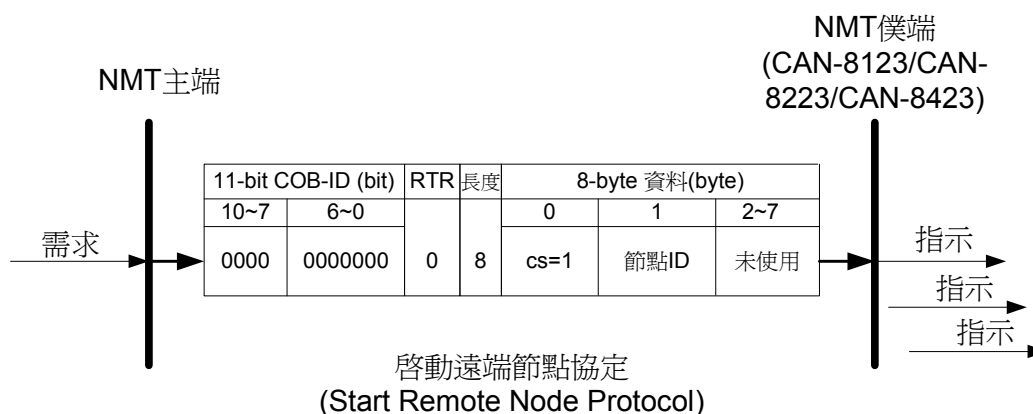 NMT僕端
(CAN-8123/CAN-
8223/CAN-8423)
NMT主端
11-bit COB-ID (bit) RTR 長度 8-byte 資料(byte)
10~7 6~0 0 1 2~7
需求 0000 0000000 0 8 cs=1 節點ID 未使用 指示
指示
指示
啓動遠端節點協定
(Start Remote Node Protocol)